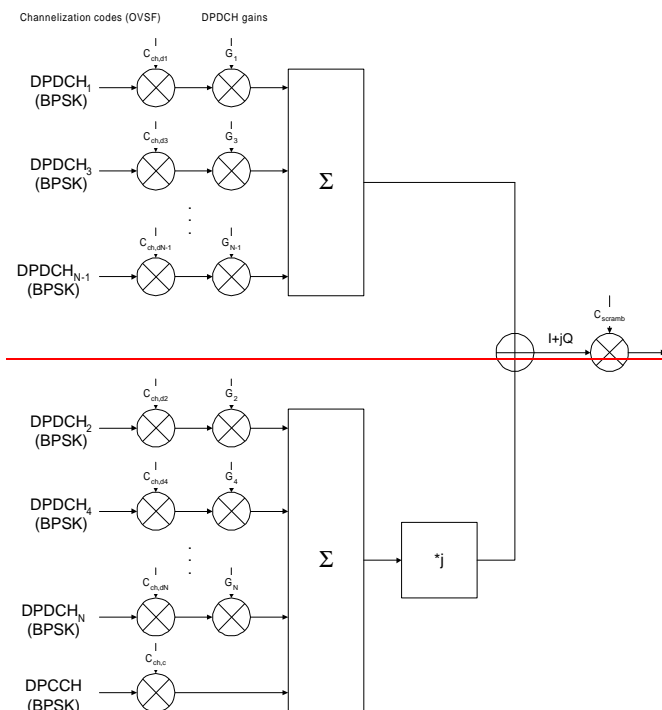 Channelization codes (OVSF) DPDCH gains
C_ch,d1 G_1
DPDCH_1
(BPSK)
Σ
C_ch,d3 G_3
DPDCH_3
(BPSK)
C_ch,dN-1 G_N-1
DPDCH_N-1
(BPSK)
C_scramb
I+jQ
C_ch,d2 G_2
DPDCH_2
(BPSK)
C_ch,d4 G_4
DPDCH_4
(BPSK)
Σ
*j
C_ch,dN G_N
DPDCH_N
(BPSK)
C_ch,c
DPCCH
(BPSK)